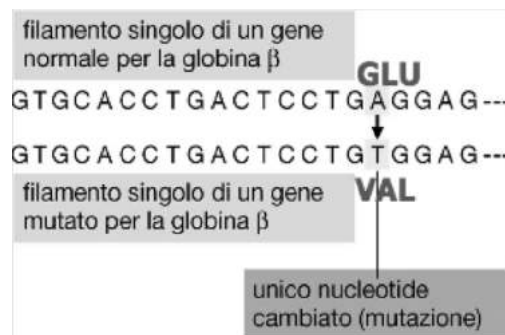 filamento singolo di un gene
normale per la globina β
GLU
GTGCACCTGACTCCTGAGGAG---
GTGCACCTGACTCCTGTGGAG---
VAL
filamento singolo di un gene
mutato per la globina β
unico nucleotide
cambiato (mutazione)